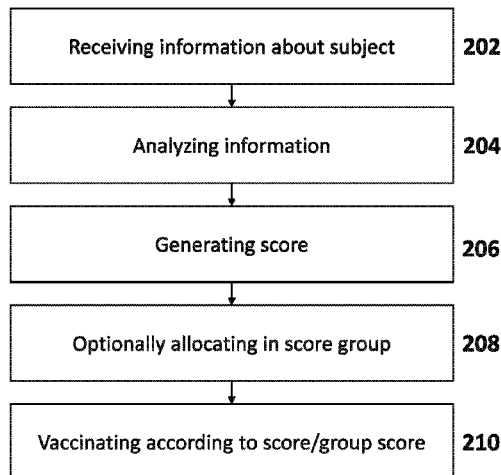 Receiving information about subject 202
Analyzing information 204
Generating score 206
Optionally allocating in score group 208
Vaccinating according to score/group score 210